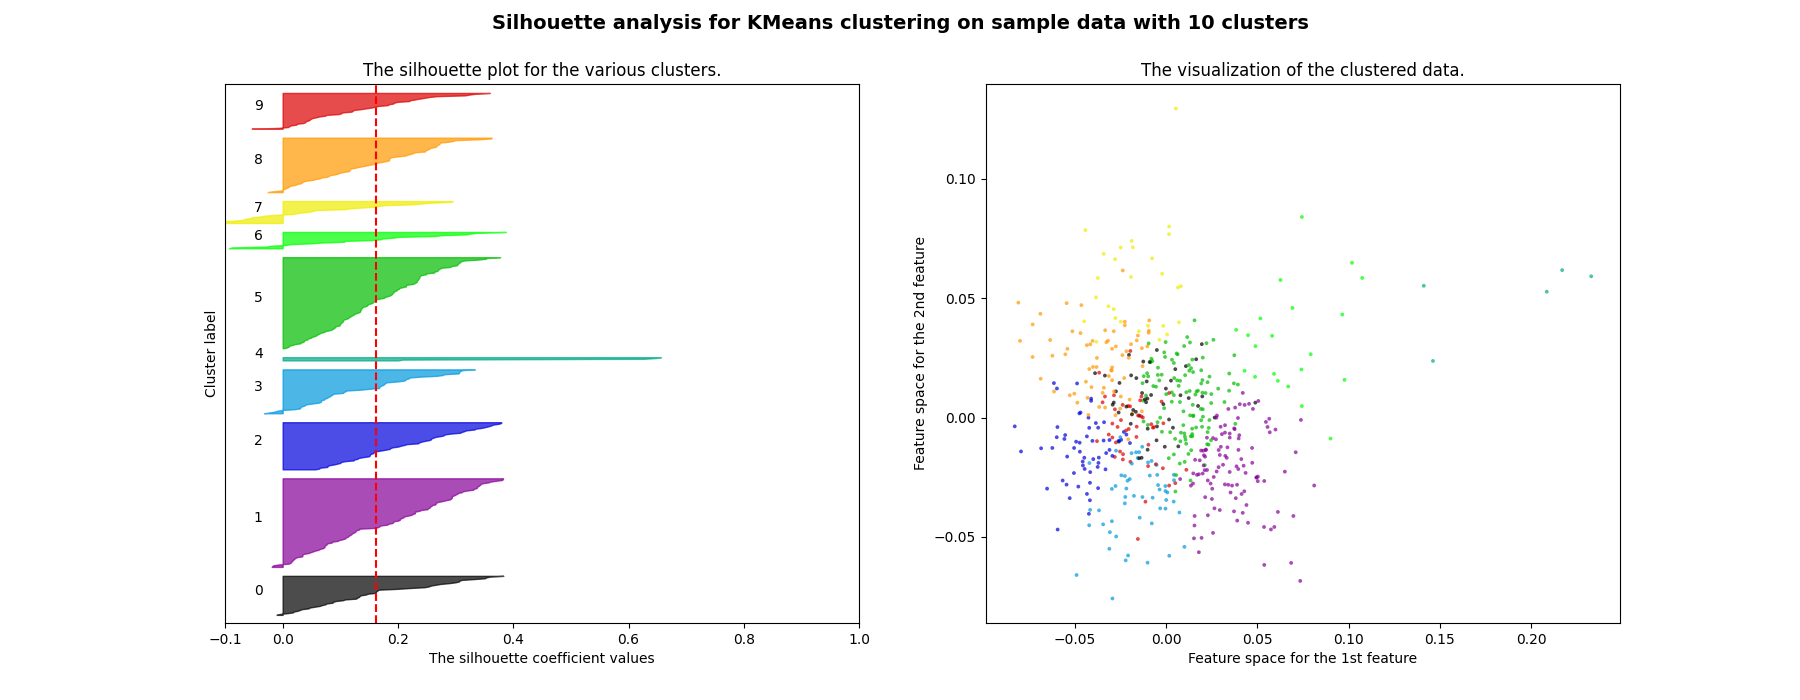 Silhouette analysis for KMeans clustering on sample data with 10 clusters
The silhouette plot for the various clusters.
Cluster label
9
8
7
6
5
4
3
2
1
0
−0.1 0.0 0.2 0.4 0.6 0.8 1.0
The silhouette coefficient values
The visualization of the clustered data.
Feature space for the 2nd feature
0.10
0.05
0.00
−0.05
−0.05 0.00 0.05 0.10 0.15 0.20
Feature space for the 1st feature